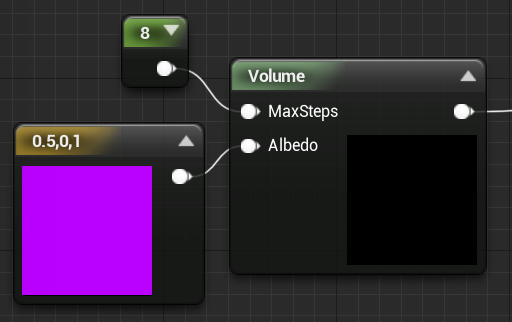 8
Volume
MaxSteps
0.5,0,1
Albedo